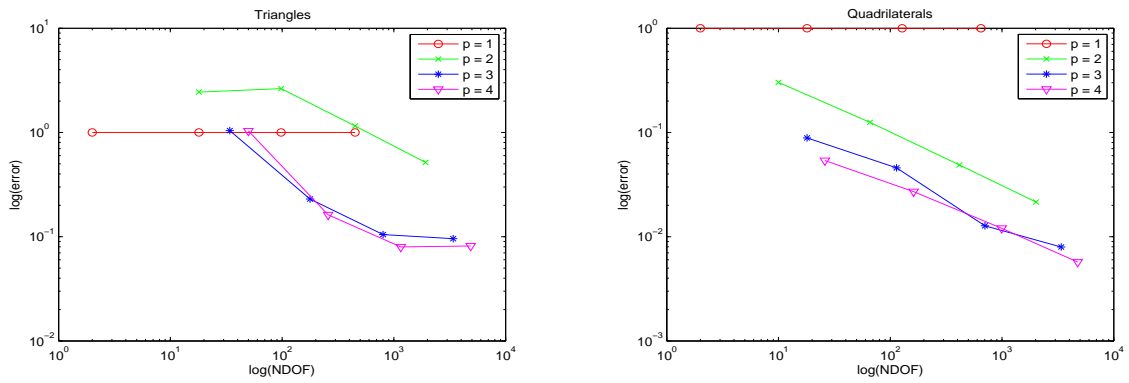 Triangles
10^1
10^0
10^-1
10^-2
log(error)
10^0
10^1
10^2
10^3
10^4
log(NDOF)
p = 1
p = 2
p = 3
p = 4
Quadrilaterals
10^0
10^-1
10^-2
10^-3
log(error)
10^0
10^1
10^2
10^3
10^4
log(NDOF)
p = 1
p = 2
p = 3
p = 4